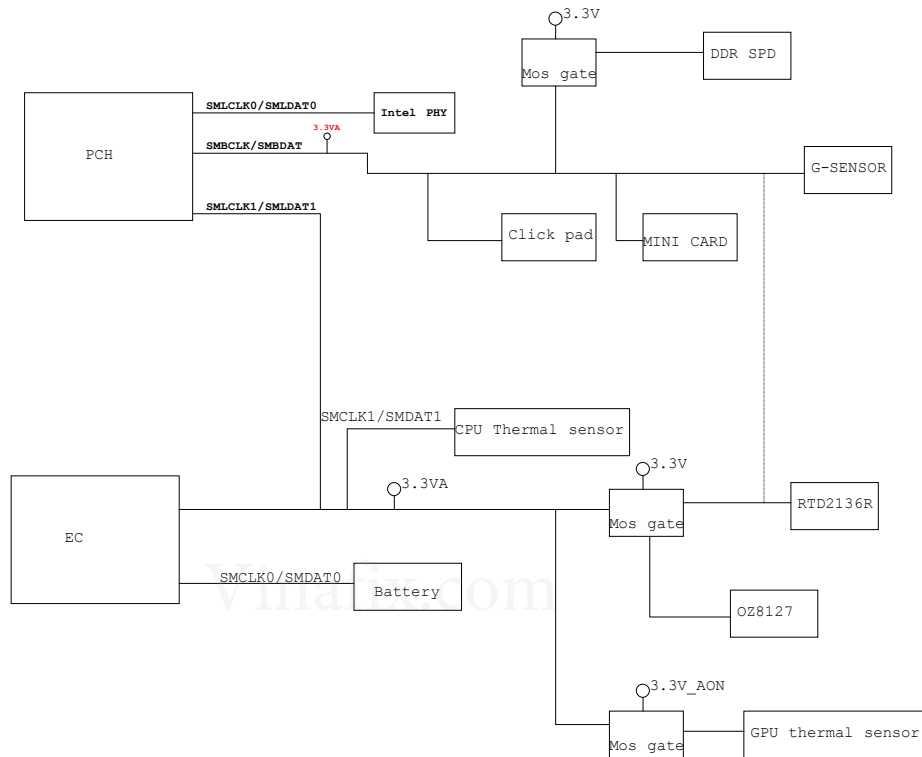 3.3V
Mos gate
DDR SPD
SMLCLK0/SMLDAT0
Intel PHY
3.3VA
PCH
SMBCLK/SMBDAT
G-SENSOR
SMLCLK1/SMLDAT1
Click pad
MINI CARD
SMCLK1/SMDAT1
CPU Thermal sensor
3.3V
3.3VA
RTD2136R
Mos gate
EC
SMCLK0/SMDAT0
Battery
Vinafix.com
OZ8127
3.3V_AON
GPU thermal sensor
Mos gate